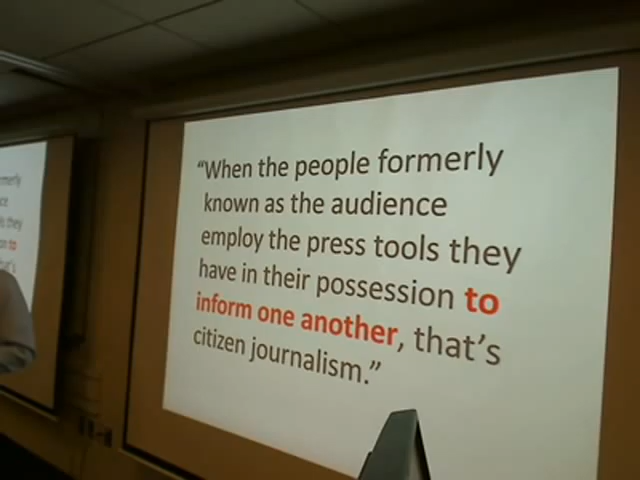 “When the people formerly
known as the audience
employ the press tools they
have in their possession to
inform one another, that’s
citizen journalism.”